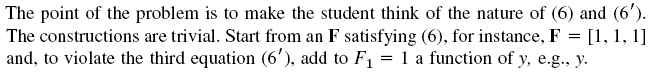 The point of the problem is to make the student think of the nature of (6) and (6′).
The constructions are trivial. Start from an F satisfying (6), for instance, F = [1, 1, 1]
and, to violate the third equation (6′), add to F₁ = 1 a function of y, e.g., y.